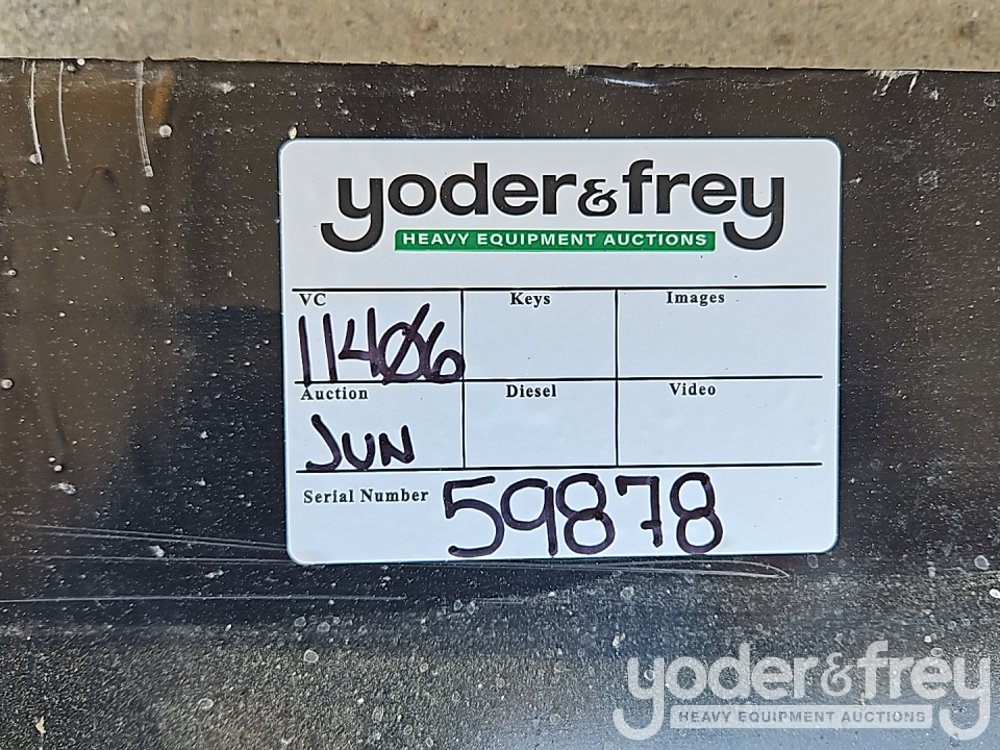 yoder & frey
HEAVY EQUIPMENT AUCTIONS
VC Keys Images
11406
Auction Diesel Video
JUN
Serial Number 59878
yoder & frey
HEAVY EQUIPMENT AUCTIONS